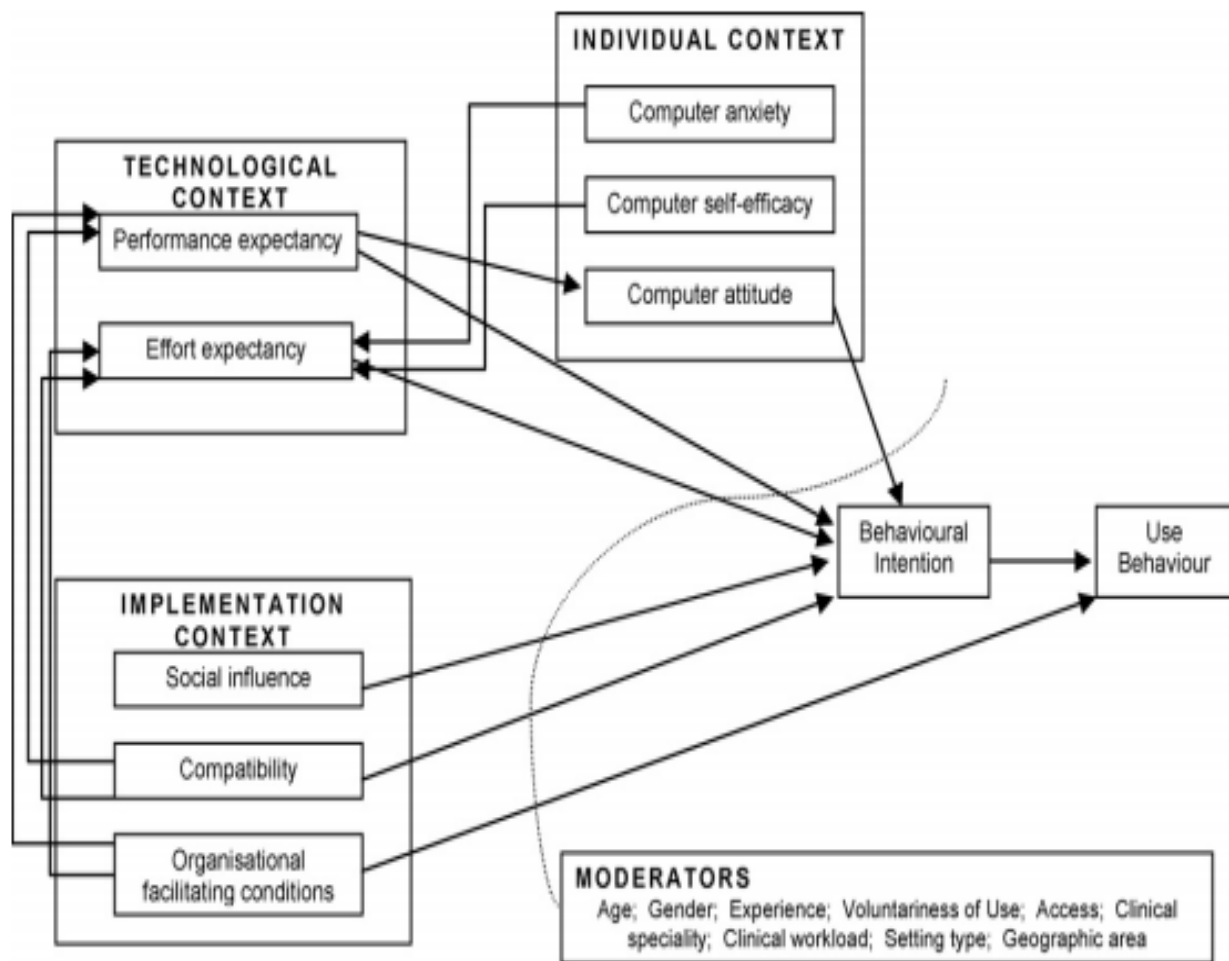 INDIVIDUAL CONTEXT
Computer anxiety
Computer self-efficacy
Computer attitude
TECHNOLOGICAL
CONTEXT
Performance expectancy
Effort expectancy
Behavioural
Intention
Use
Behaviour
IMPLEMENTATION
CONTEXT
Social influence
Compatibility
Organisational
facilitating conditions
MODERATORS
Age; Gender; Experience; Voluntariness of Use; Access; Clinical
speciality; Clinical workload; Setting type; Geographic area